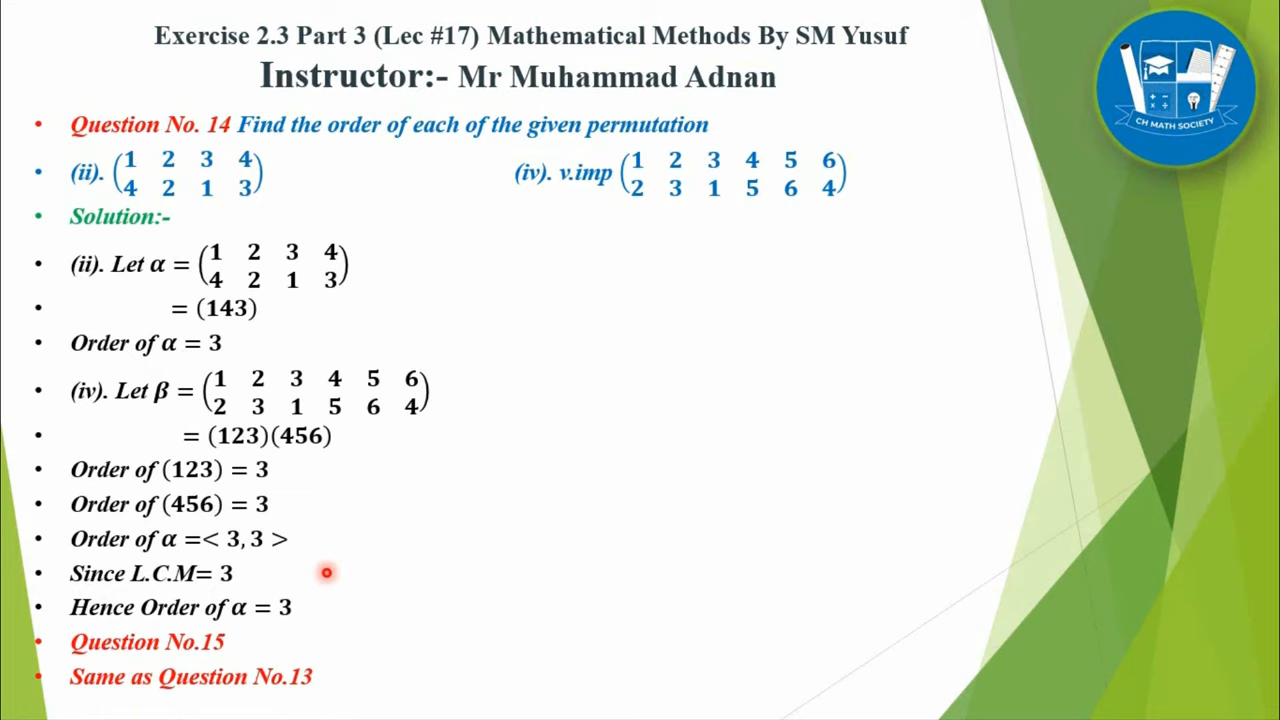 Exercise 2.3 Part 3 (Lec #17) Mathematical Methods By SM Yusuf
Instructor:- Mr Muhammad Adnan
CH MATH SOCIETY
• Question No. 14 Find the order of each of the given permutation
• (ii). (1 2 3 4 / 4 2 1 3) (iv). v.imp (1 2 3 4 5 6 / 2 3 1 5 6 4)
• Solution:-
• (ii). Let α = (1 2 3 4 / 4 2 1 3)
• = (143)
• Order of α = 3
• (iv). Let β = (1 2 3 4 5 6 / 2 3 1 5 6 4)
• = (123)(456)
• Order of (123) = 3
• Order of (456) = 3
• Order of α =< 3, 3 >
• Since L.C.M= 3
• Hence Order of α = 3
• Question No.15
• Same as Question No.13